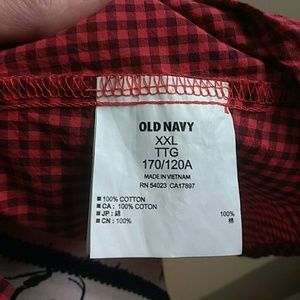 OLD NAVY
XXL
TTG
170/120A
MADE IN VIETNAM
RN 54023 CA17897
■ 100% COTTON
■ CA : 100% COTON
■ JP : 綿 100%
■ CN : 100% 棉